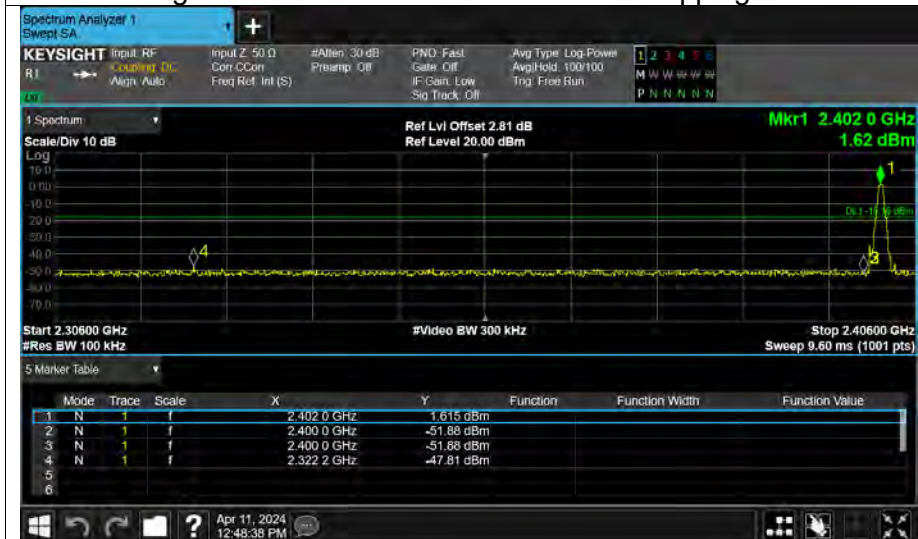 Spectrum Analyzer 1
Swept SA
KEYSIGHT Input: RF Input Z: 50 Ω #Atten: 30 dB PNO: Fast Avg Type: Log-Power 1 2 3 4 5 6
R1 Coupling: DC Corr CCorr Preamp: Off Gate: Off Avg|Hold: 100/100 M W W W W W
Align: Auto Freq Ref: Int (S) IF Gain: Low Trig: Free Run P N N N N N
Sig Track: Off
1 Spectrum
Ref Lvl Offset 2.81 dB Mkr1 2.402 0 GHz
Scale/Div 10 dB Ref Level 20.00 dBm 1.62 dBm
Log
10.0 1
0.00
-10.0
-20.0
-30.0
-40.0 4 3
-50.0
-60.0
-70.0
Start 2.30600 GHz #Video BW 300 kHz Stop 2.40600 GHz
#Res BW 100 kHz Sweep 9.60 ms (1001 pts)
5 Marker Table
Mode Trace Scale X Y Function Function Width Function Value
1 N 1 f 2.402 0 GHz 1.615 dBm
2 N 1 f 2.400 0 GHz -51.88 dBm
3 N 1 f 2.400 0 GHz -51.88 dBm
4 N 1 f 2.322 2 GHz -47.81 dBm
5
6
? Apr 11, 2024
12:48:38 PM